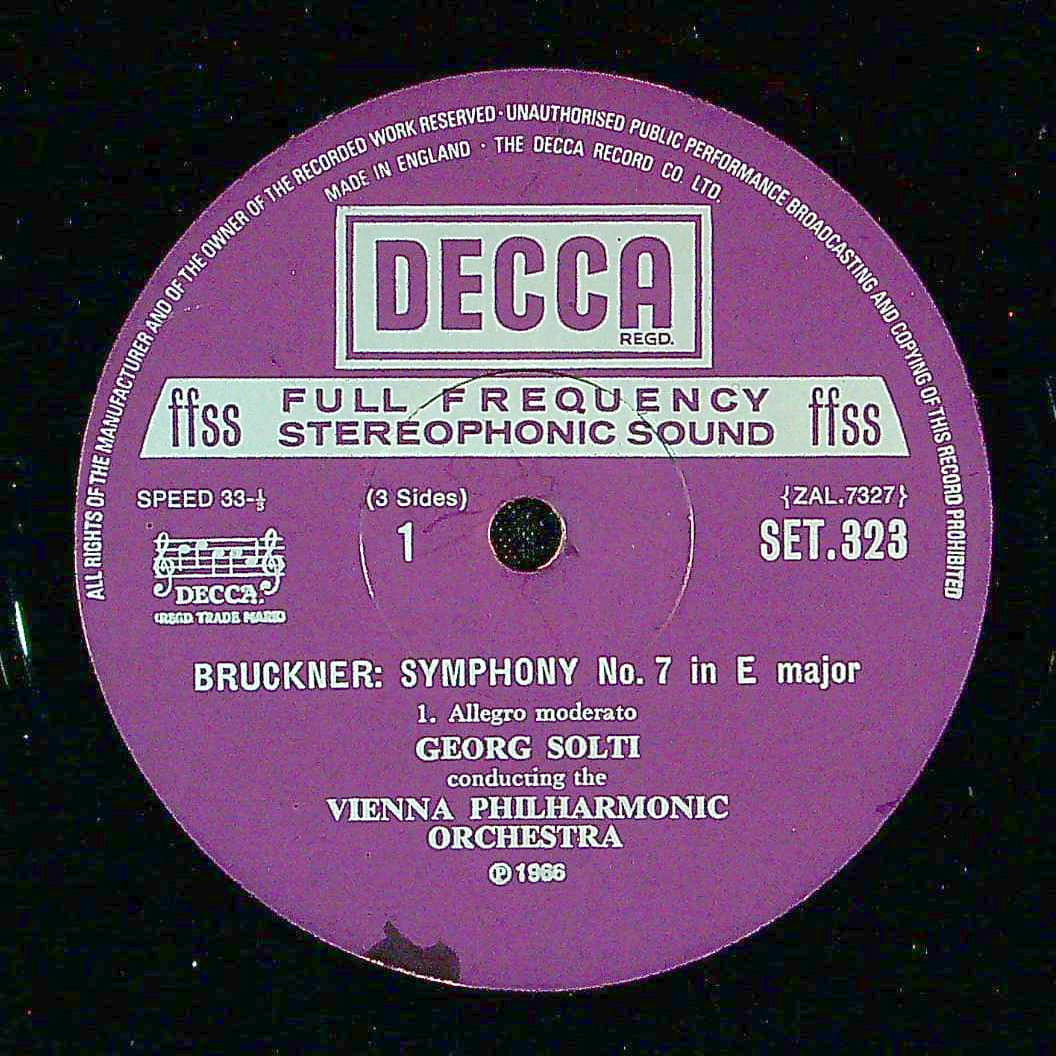 ALL RIGHTS OF THE MANUFACTURER AND OF THE OWNER OF THE RECORDED WORK RESERVED · UNAUTHORISED PUBLIC PERFORMANCE BROADCASTING AND COPYING OF THIS RECORD PROHIBITED
MADE IN ENGLAND · THE DECCA RECORD CO. LTD.
DECCA
REGD.
ffss FULL FREQUENCY ffss
STEREOPHONIC SOUND
SPEED 33-⅓ (3 Sides) {ZAL.7327}
1 SET.323
DECCA
(REGD. TRADE MARK)
BRUCKNER: SYMPHONY No. 7 in E major
1. Allegro moderato
GEORG SOLTI
conducting the
VIENNA PHILHARMONIC
ORCHESTRA
℗ 1966